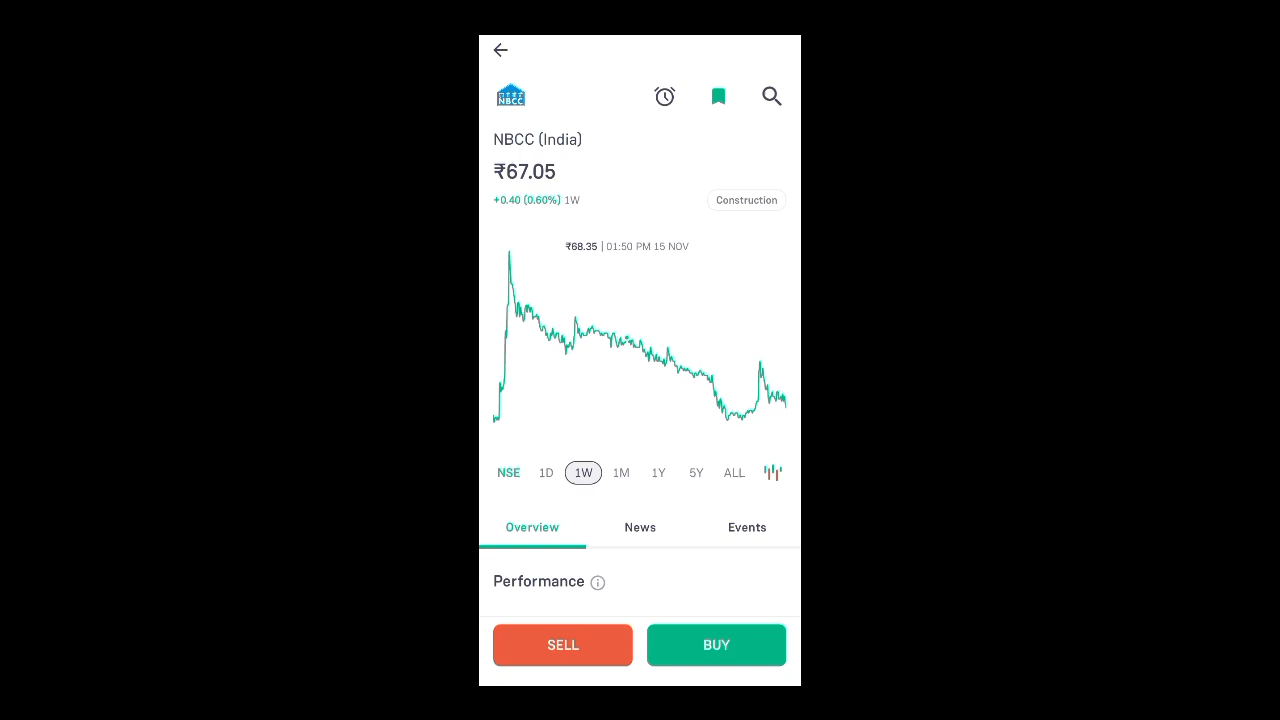 NBCC
NBCC (India)
₹67.05
+0.40 (0.60%) 1W
Construction
₹68.35 | 01:50 PM 15 NOV
NSE 1D 1W 1M 1Y 5Y ALL
Overview News Events
Performance
SELL BUY